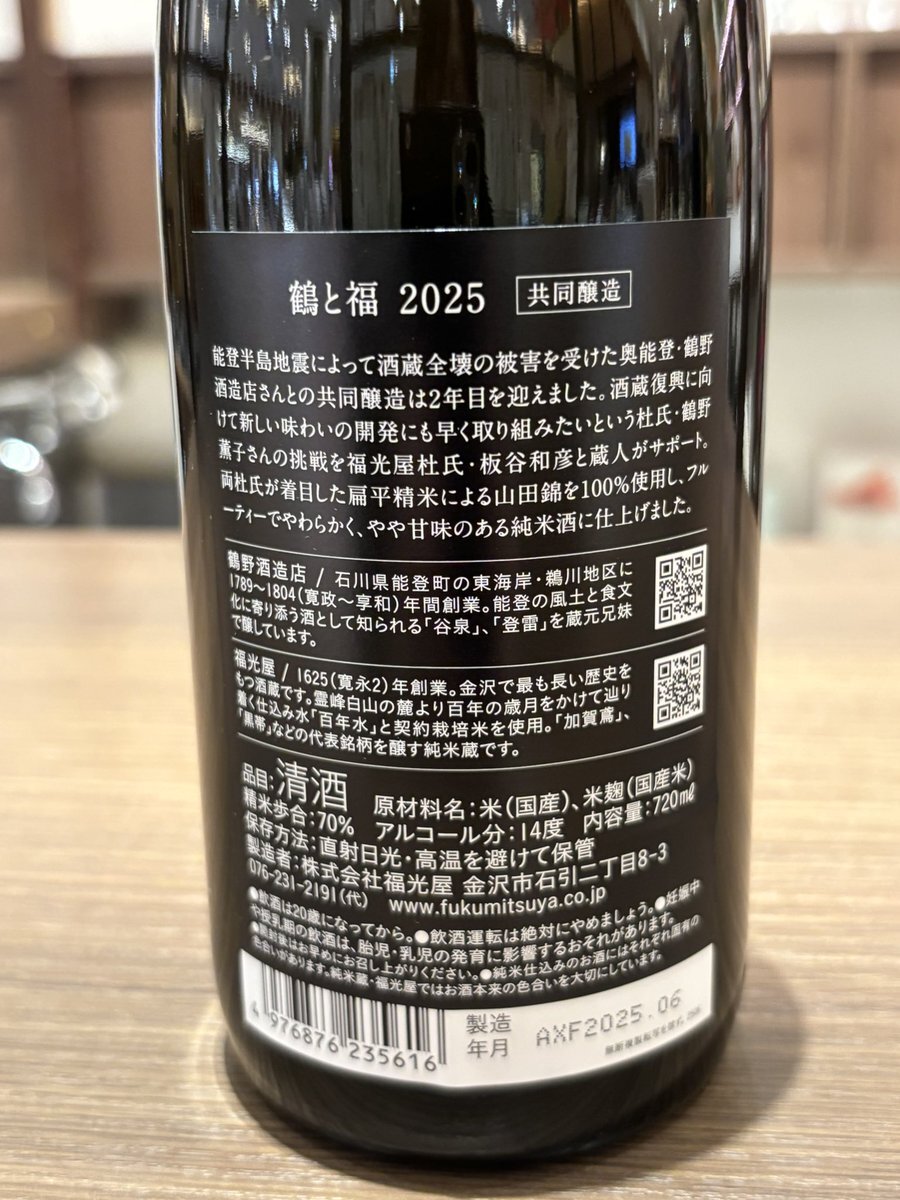 鶴と福 2025 共同醸造
能登半島地震によって酒蔵全壊の被害を受けた奥能登・鶴野
酒造店さんとの共同醸造は2年目を迎えました。酒蔵復興に向
けて新しい味わいの開発にも早く取り組みたいという杜氏・鶴野
薫子さんの挑戦を福光屋杜氏・板谷和彦と蔵人がサポート。
両杜氏が着目した扁平精米による山田錦を100%使用し、フル
ーティーでやわらかく、やや甘味のある純米酒に仕上げました。
鶴野酒造店 / 石川県能登町の東海岸・鵜川地区に
1789~1804(寛政~享和)年間創業。能登の風土と食文
化に寄り添う酒として知られる「谷泉」、「登雷」を蔵元兄妹
で醸しています。
福光屋 / 1625(寛永2)年創業。金沢で最も長い歴史を
もつ酒蔵です。霊峰白山の麓より百年の歳月をかけて辿り
着く仕込み水「百年水」と契約栽培米を使用。「加賀鳶」、
「黒帯」などの代表銘柄を醸す純米蔵です。
品目:清酒 原材料名:米(国産)、米麹(国産米)
精米歩合:70% アルコール分:14度 内容量:720ml
保存方法:直射日光・高温を避けて保管
製造者:株式会社福光屋 金沢市石引二丁目8-3
076-231-2191(代) www.fukumitsuya.co.jp
●飲酒は20歳になってから。●飲酒運転は絶対にやめましょう。●妊娠中
や授乳期の飲酒は、胎児・乳児の発育に影響するおそれがあります。
●開封後はお早めにお召し上がりください。●純米仕込みのお酒にはそれぞれ固有の
色合いがあります。純米蔵・福光屋ではお酒本来の色合いを大切にしています。
4 976876 235616
製造
年月
AXF2025.06